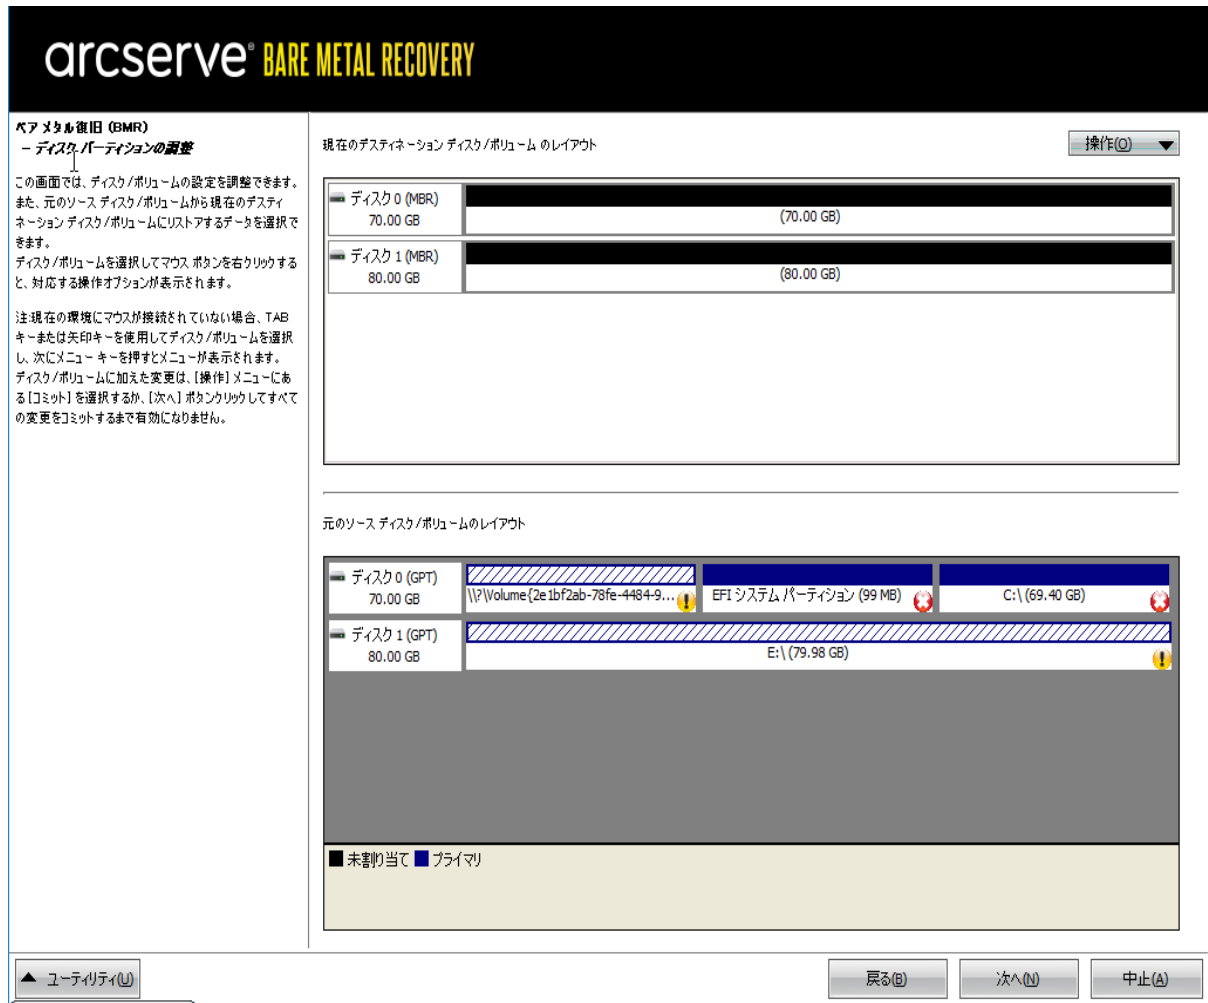 arcserve® BARE METAL RECOVERY
ベア メタル復旧 (BMR)
- ディスク パーティションの調整
この画面では、ディスク/ボリュームの設定を調整できます。
また、元のソース ディスク/ボリュームから現在のデスティ
ネーション ディスク/ボリュームにリストアするデータを選択で
きます。
ディスク/ボリュームを選択してマウス ボタンを右クリックする
と、対応する操作オプションが表示されます。
注:現在の環境にマウスが接続されていない場合、TAB
キーまたは矢印キーを使用してディスク/ボリュームを選択
し、次にメニュー キーを押すとメニューが表示されます。
ディスク/ボリュームに加えた変更は、[操作] メニューにあ
る [コミット] を選択するか、[次へ] ボタンクリックしてすべて
の変更をコミットするまで有効になりません。
現在のデスティネーション ディスク/ボリューム のレイアウト
操作(O)
ディスク 0 (MBR)
70.00 GB
(70.00 GB)
ディスク 1 (MBR)
80.00 GB
(80.00 GB)
元のソース ディスク/ボリュームのレイアウト
ディスク 0 (GPT)
70.00 GB
\\?\Volume{2e1bf2ab-78fe-4484-9...
EFI システム パーティション (99 MB)
C:\ (69.40 GB)
ディスク 1 (GPT)
80.00 GB
E:\ (79.98 GB)
未割り当て プライマリ
ユーティリティ(U)
戻る(B)
次へ(N)
中止(A)